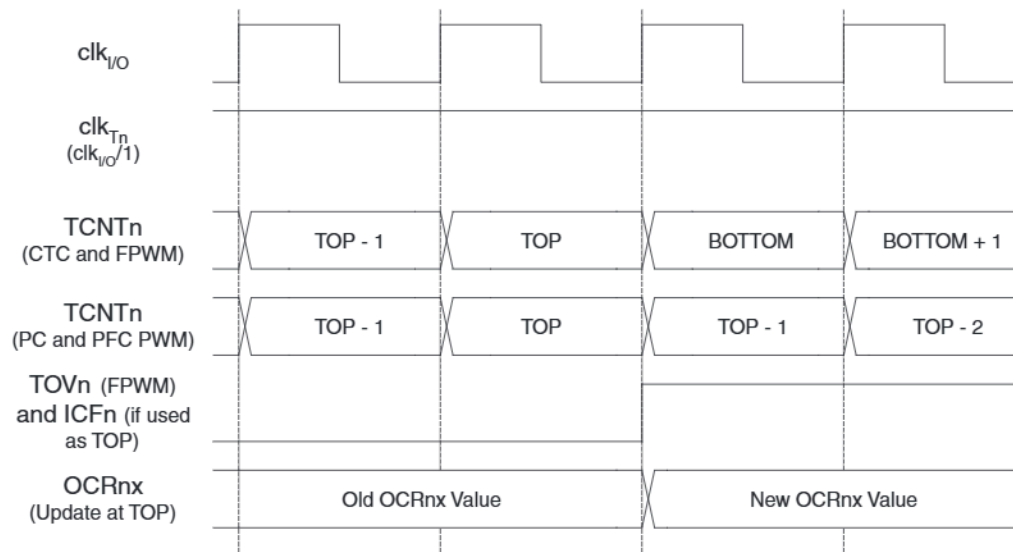 clkI/O
clkTn
(clkI/O/1)
TCNTn
(CTC and FPWM)
TOP - 1
TOP
BOTTOM
BOTTOM + 1
TCNTn
(PC and PFC PWM)
TOP - 1
TOP
TOP - 1
TOP - 2
TOVn (FPWM)
and ICFn (if used
as TOP)
OCRnx
(Update at TOP)
Old OCRnx Value
New OCRnx Value